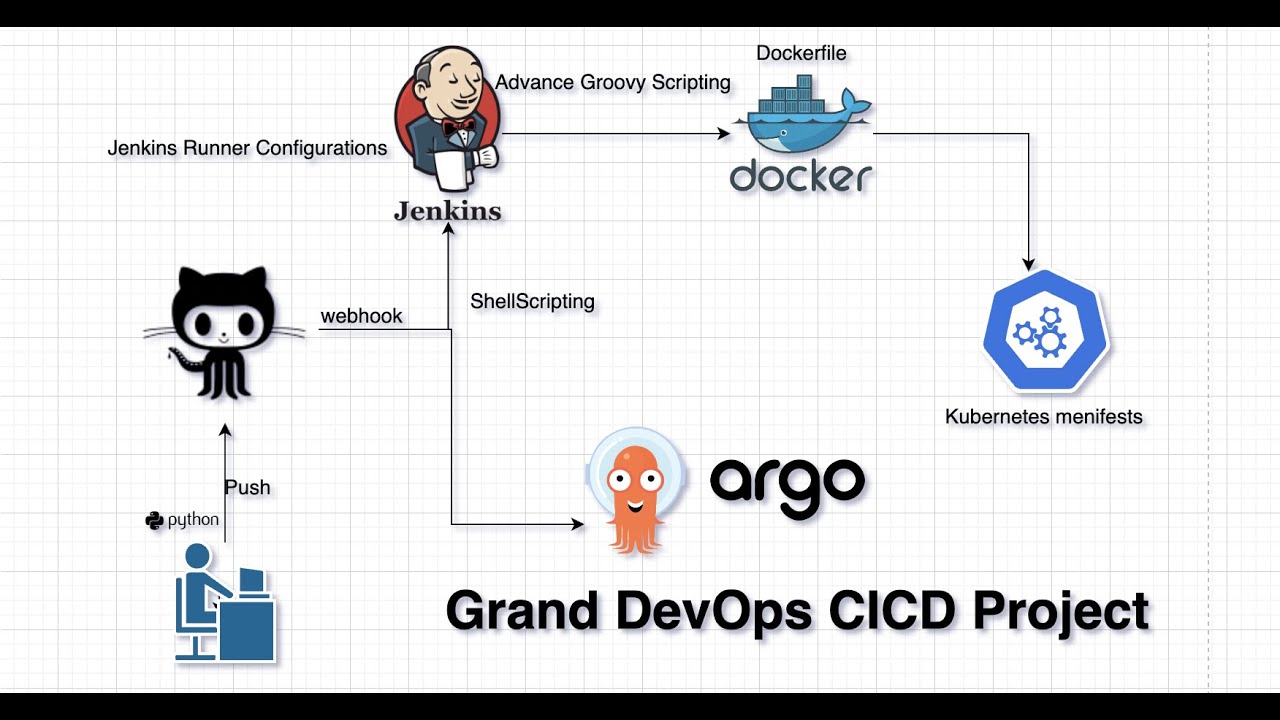 Dockerfile
Advance Groovy Scripting
Jenkins Runner Configurations
docker
Jenkins
ShellScripting
webhook
Kubernetes menifests
argo
Push
python
Grand DevOps CICD Project